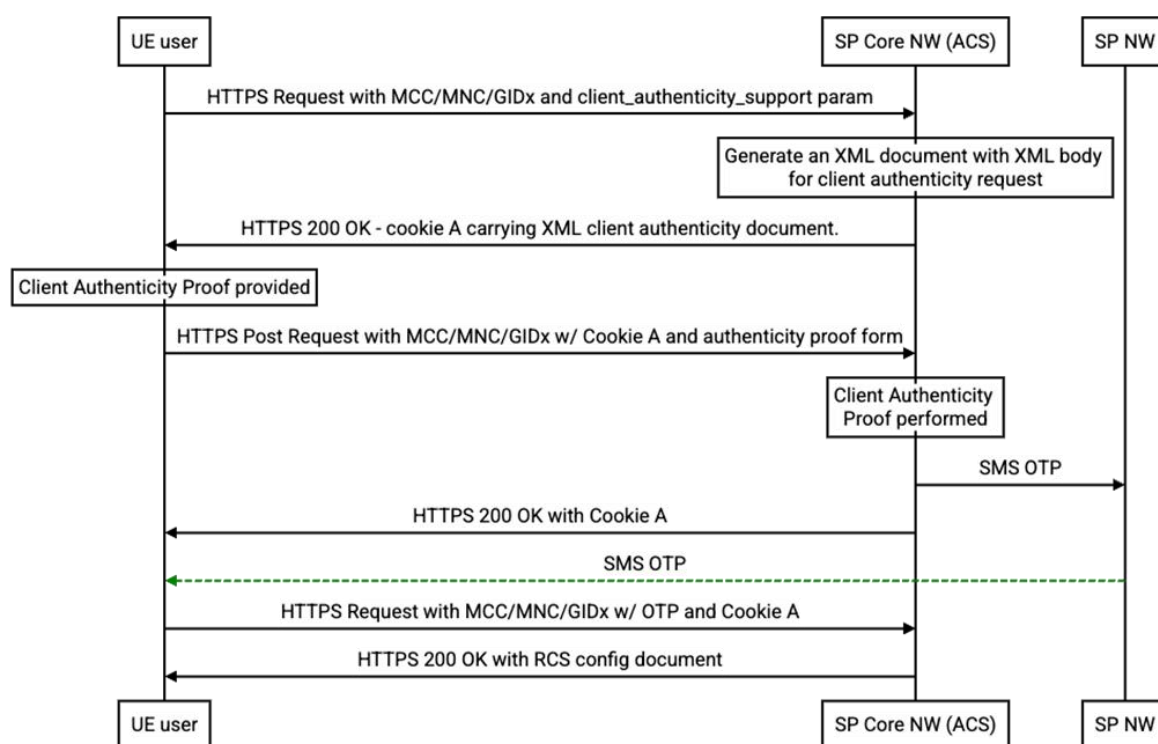 UE user
SP Core NW (ACS)
SP NW
HTTPS Request with MCC/MNC/GIDx and client_authenticity_support param
Generate an XML document with XML body
for client authenticity request
HTTPS 200 OK - cookie A carrying XML client authenticity document.
Client Authenticity Proof provided
HTTPS Post Request with MCC/MNC/GIDx w/ Cookie A and authenticity proof form
Client Authenticity
Proof performed
SMS OTP
HTTPS 200 OK with Cookie A
SMS OTP
HTTPS Request with MCC/MNC/GIDx w/ OTP and Cookie A
HTTPS 200 OK with RCS config document
UE user
SP Core NW (ACS)
SP NW